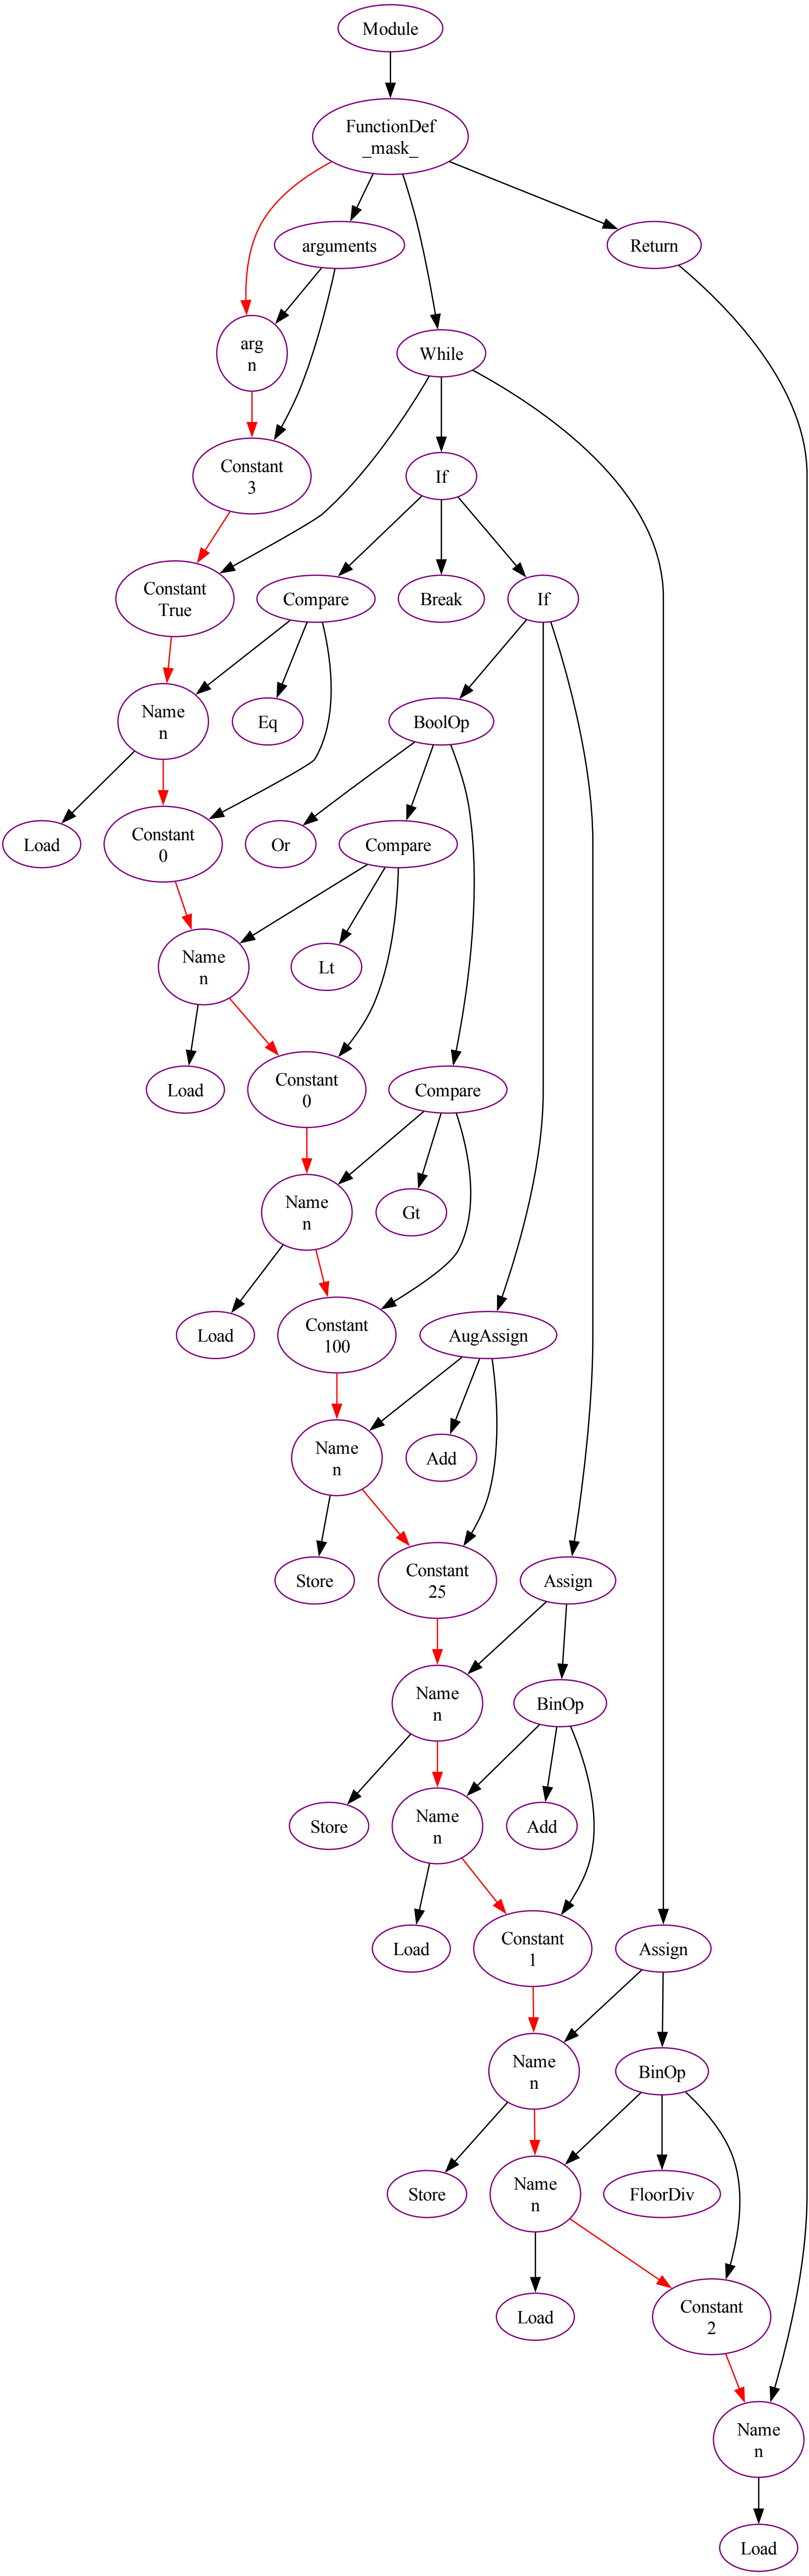 Module
FunctionDef
_mask_
arguments
Return
arg
n
While
Constant
3
If
Constant
True
Compare
Break
If
Name
n
Eq
BoolOp
Load
Constant
0
Or
Compare
Name
n
Lt
Load
Constant
0
Compare
Name
n
Gt
Load
Constant
100
AugAssign
Name
n
Add
Store
Constant
25
Assign
Name
n
BinOp
Store
Name
n
Add
Load
Constant
1
Assign
Name
n
BinOp
Store
Name
n
FloorDiv
Load
Constant
2
Name
n
Load